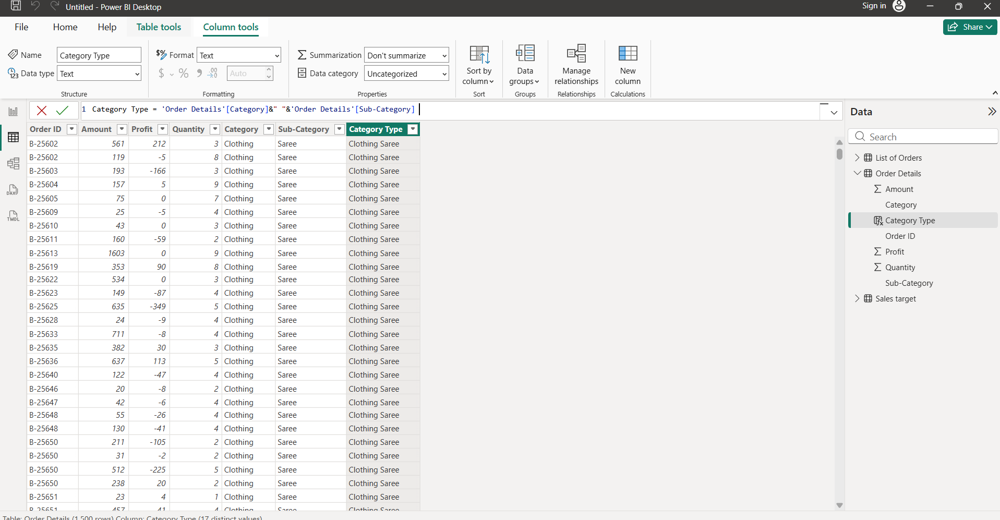 Untitled - Power BI Desktop
Sign in
File Home Help Table tools Column tools
Share
Name Category Type
Data type Text
Structure
Format Text
$ % 9 .00 Auto
Formatting
Summarization Don't summarize
Data category Uncategorized
Properties
Sort by column
Sort
Data groups
Groups
Manage relationships
Relationships
New column
Calculations
1 Category Type = 'Order Details'[Category]&" "&'Order Details'[Sub-Category]
Order ID Amount Profit Quantity Category Sub-Category Category Type
B-25602 561 212 3 Clothing Saree Clothing Saree
B-25602 119 -5 8 Clothing Saree Clothing Saree
B-25603 193 -166 3 Clothing Saree Clothing Saree
B-25604 157 5 9 Clothing Saree Clothing Saree
B-25605 75 0 7 Clothing Saree Clothing Saree
B-25609 25 -5 4 Clothing Saree Clothing Saree
B-25610 43 0 3 Clothing Saree Clothing Saree
B-25611 160 -59 2 Clothing Saree Clothing Saree
B-25613 1603 0 9 Clothing Saree Clothing Saree
B-25619 353 90 8 Clothing Saree Clothing Saree
B-25622 534 0 3 Clothing Saree Clothing Saree
B-25623 149 -87 4 Clothing Saree Clothing Saree
B-25625 635 -349 5 Clothing Saree Clothing Saree
B-25628 24 -9 4 Clothing Saree Clothing Saree
B-25633 711 -8 4 Clothing Saree Clothing Saree
B-25635 382 30 3 Clothing Saree Clothing Saree
B-25636 637 113 5 Clothing Saree Clothing Saree
B-25640 122 -47 4 Clothing Saree Clothing Saree
B-25646 20 -8 2 Clothing Saree Clothing Saree
B-25647 42 -6 4 Clothing Saree Clothing Saree
B-25648 55 -26 4 Clothing Saree Clothing Saree
B-25648 130 -41 4 Clothing Saree Clothing Saree
B-25650 211 -105 2 Clothing Saree Clothing Saree
B-25650 31 -2 2 Clothing Saree Clothing Saree
B-25650 512 -225 5 Clothing Saree Clothing Saree
B-25650 238 20 2 Clothing Saree Clothing Saree
B-25651 23 4 1 Clothing Saree Clothing Saree
B-25651 457 41 4 Clothing Saree Clothing Saree
Table: Order Details (1,500 rows) Column: Category Type (17 distinct values)
DAX
TMDL
Data
Search
List of Orders
Order Details
Amount
Category
Category Type
Order ID
Profit
Quantity
Sub-Category
Sales target